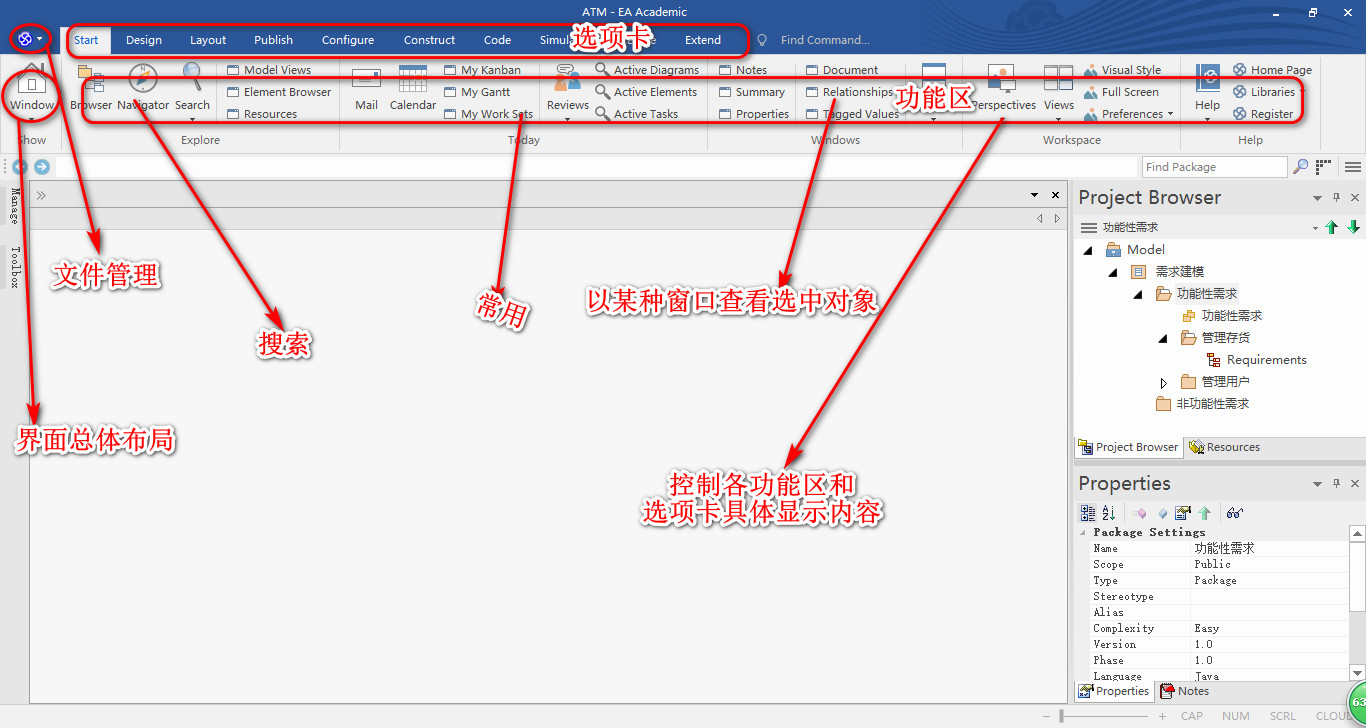 ATM - EA Academic
Start Design Layout Publish Configure Construct Code 选项卡 Extend Find Command...
Model Views My Kanban Active Diagrams Notes Document Visual Style Home Page
Element Browser My Gantt Active Elements Summary Relationships Full Screen Libraries
Window Browser Navigator Search Mail Calendar Reviews 功能区 Perspectives Views Help
Resources My Work Sets Active Tasks Properties Tagged Values Preferences Register
Show Explore Today Windows Workspace Help
Find Package
Manage
Toolbox
文件管理
搜索
常用
以某种窗口查看选中对象
界面总体布局
控制各功能区和
选项卡具体显示内容
Project Browser
功能性需求
Model
需求建模
功能性需求
功能性需求
管理存货
Requirements
管理用户
非功能性需求
Project Browser Resources
Properties
Package Settings
Name 功能性需求
Scope Public
Type Package
Stereotype
Alias
Complexity Easy
Version 1.0
Phase 1.0
Language Java
Properties Notes
63
CAP NUM SCRL CLOUD